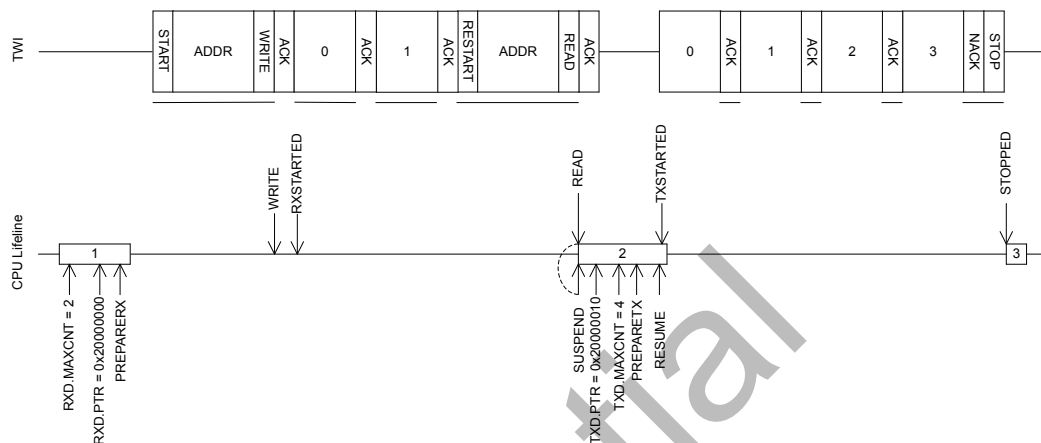 TWI
START
ADDR
WRITE
ACK
0
ACK
1
ACK
RESTART
ADDR
READ
ACK
0
ACK
1
ACK
2
ACK
3
NACK
STOP
CPU Lifeline
WRITE
RXSTARTED
READ
TXSTARTED
STOPPED
1
2
3
RXD.MAXCNT = 2
RXD.PTR = 0x20000000
PREPARERX
SUSPEND
TXD.PTR = 0x20000010
TXD.MAXCNT = 4
PREPARETX
RESUME
tial